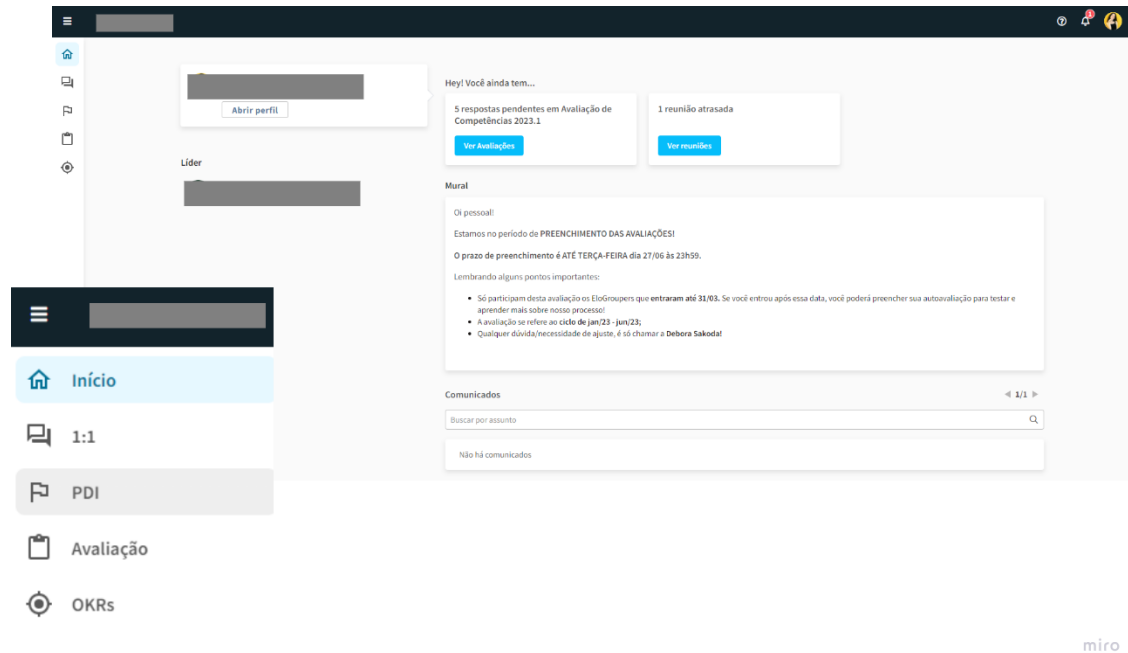 1
Abrir perfil
Líder
Hey! Você ainda tem...
5 respostas pendentes em Avaliação de
Competências 2023.1
Ver Avaliações
1 reunião atrasada
Ver reuniões
Mural
Oi pessoal!
Estamos no período de PREENCHIMENTO DAS AVALIAÇÕES!
O prazo de preenchimento é ATÉ TERÇA-FEIRA dia 27/06 às 23h59.
Lembrando alguns pontos importantes:
Só participam desta avaliação os EloGroupers que entraram até 31/03. Se você entrou após essa data, você poderá preencher sua autoavaliação para testar e
aprender mais sobre nosso processo!
A avaliação se refere ao ciclo de jan/23 - jun/23;
Qualquer dúvida/necessidade de ajuste, é só chamar a Debora Sakoda!
Comunicados
1/1
Buscar por assunto
Não há comunicados
Início
1:1
PDI
Avaliação
OKRs
miro